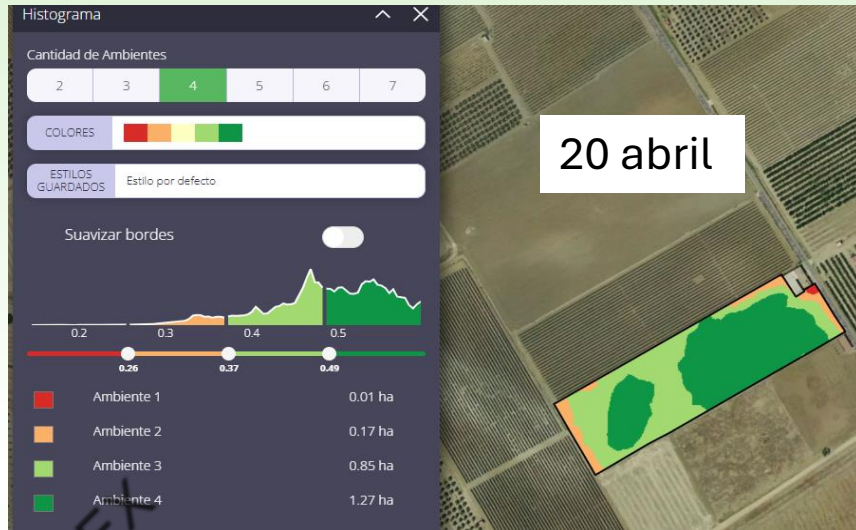 Histograma
Cantidad de Ambientes
2 3 4 5 6 7
COLORES
ESTILOS
GUARDADOS
Estilo por defecto
Suavizar bordes
0.2 0.3 0.4 0.5
0.26 0.37 0.49
Ambiente 1 0.01 ha
Ambiente 2 0.17 ha
Ambiente 3 0.85 ha
Ambiente 4 1.27 ha
20 abril